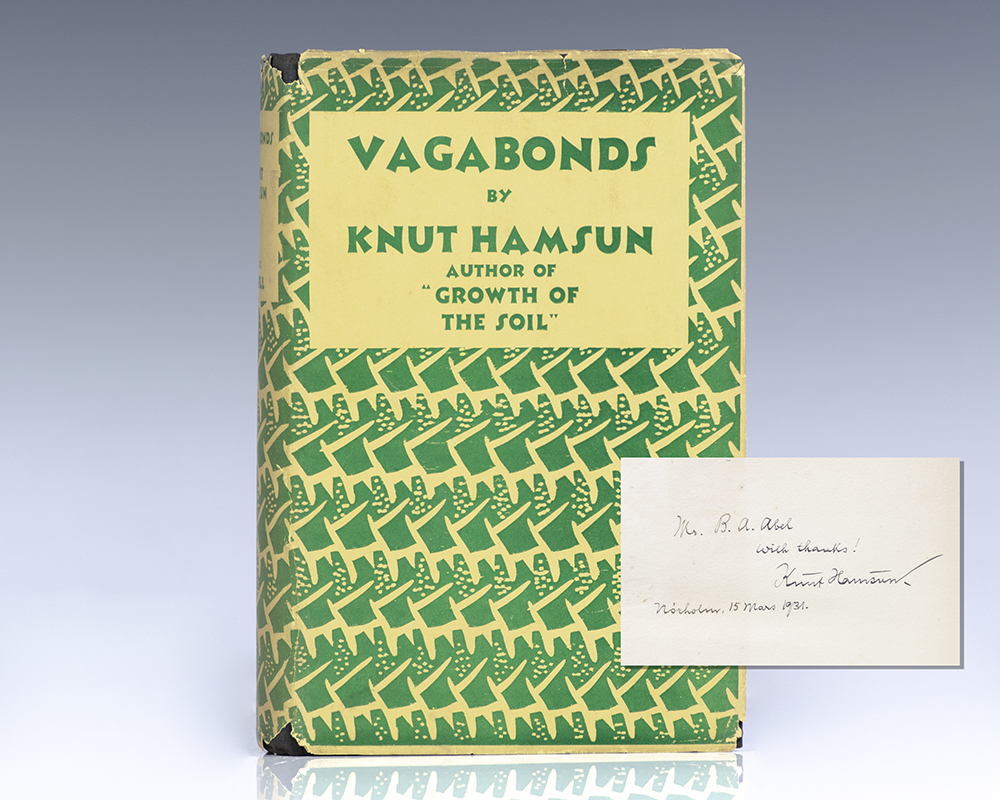 VAGABONDS
BY
KNUT HAMSUN
AUTHOR OF
"GROWTH OF
THE SOIL"
Mr. B. A. Abel
with thanks!
Knut Hamsun
Nörholm, 15 Mars 1931.